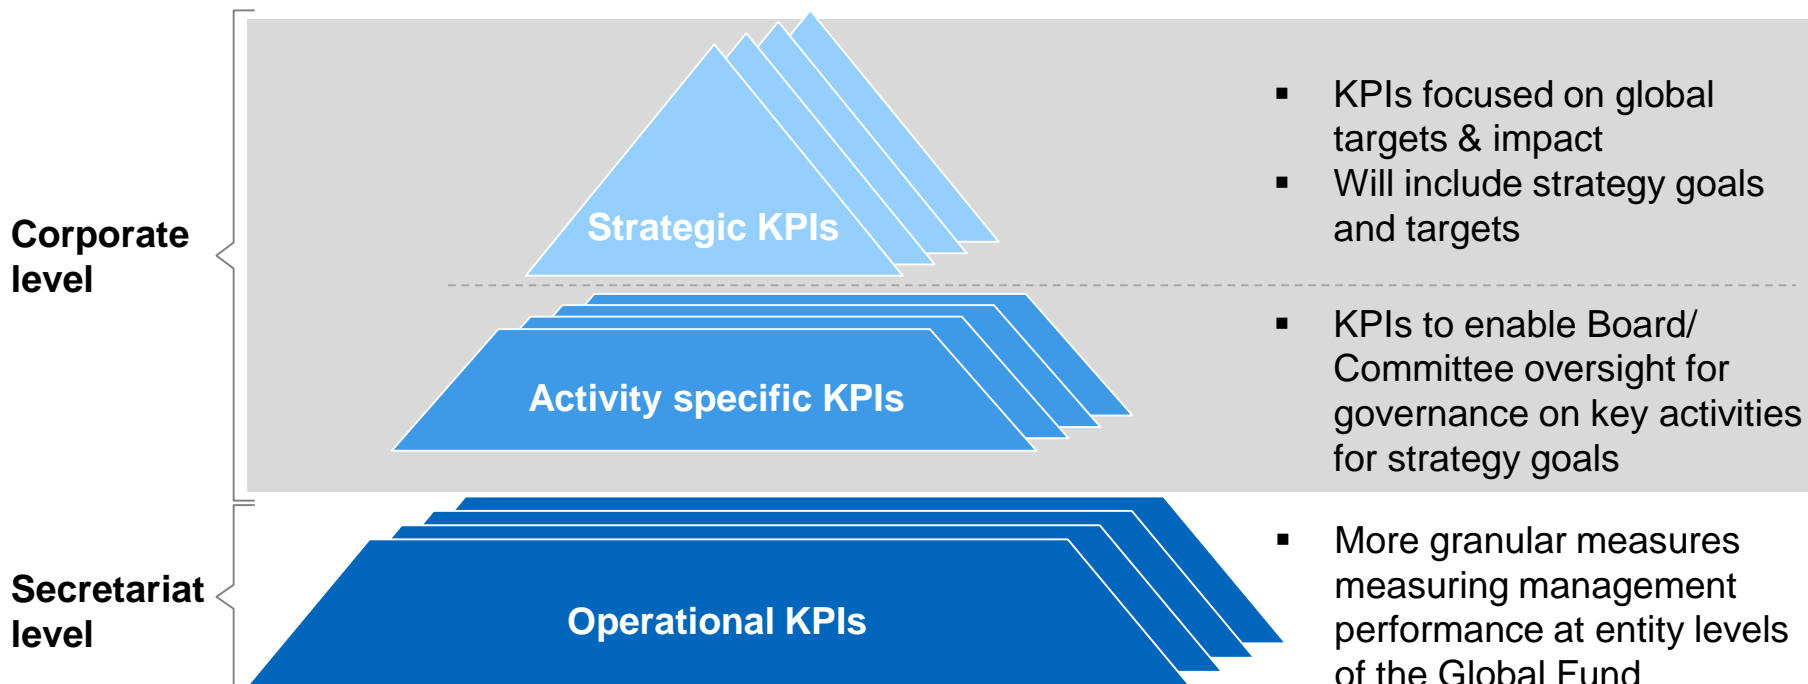 Corporate
level
Strategic KPIs
▪ KPIs focused on global
targets & impact
▪ Will include strategy goals
and targets
Activity specific KPIs
▪ KPIs to enable Board/
Committee oversight for
governance on key activities
for strategy goals
Secretariat
level
Operational KPIs
▪ More granular measures
measuring management
performance at entity levels
of the Global Fund